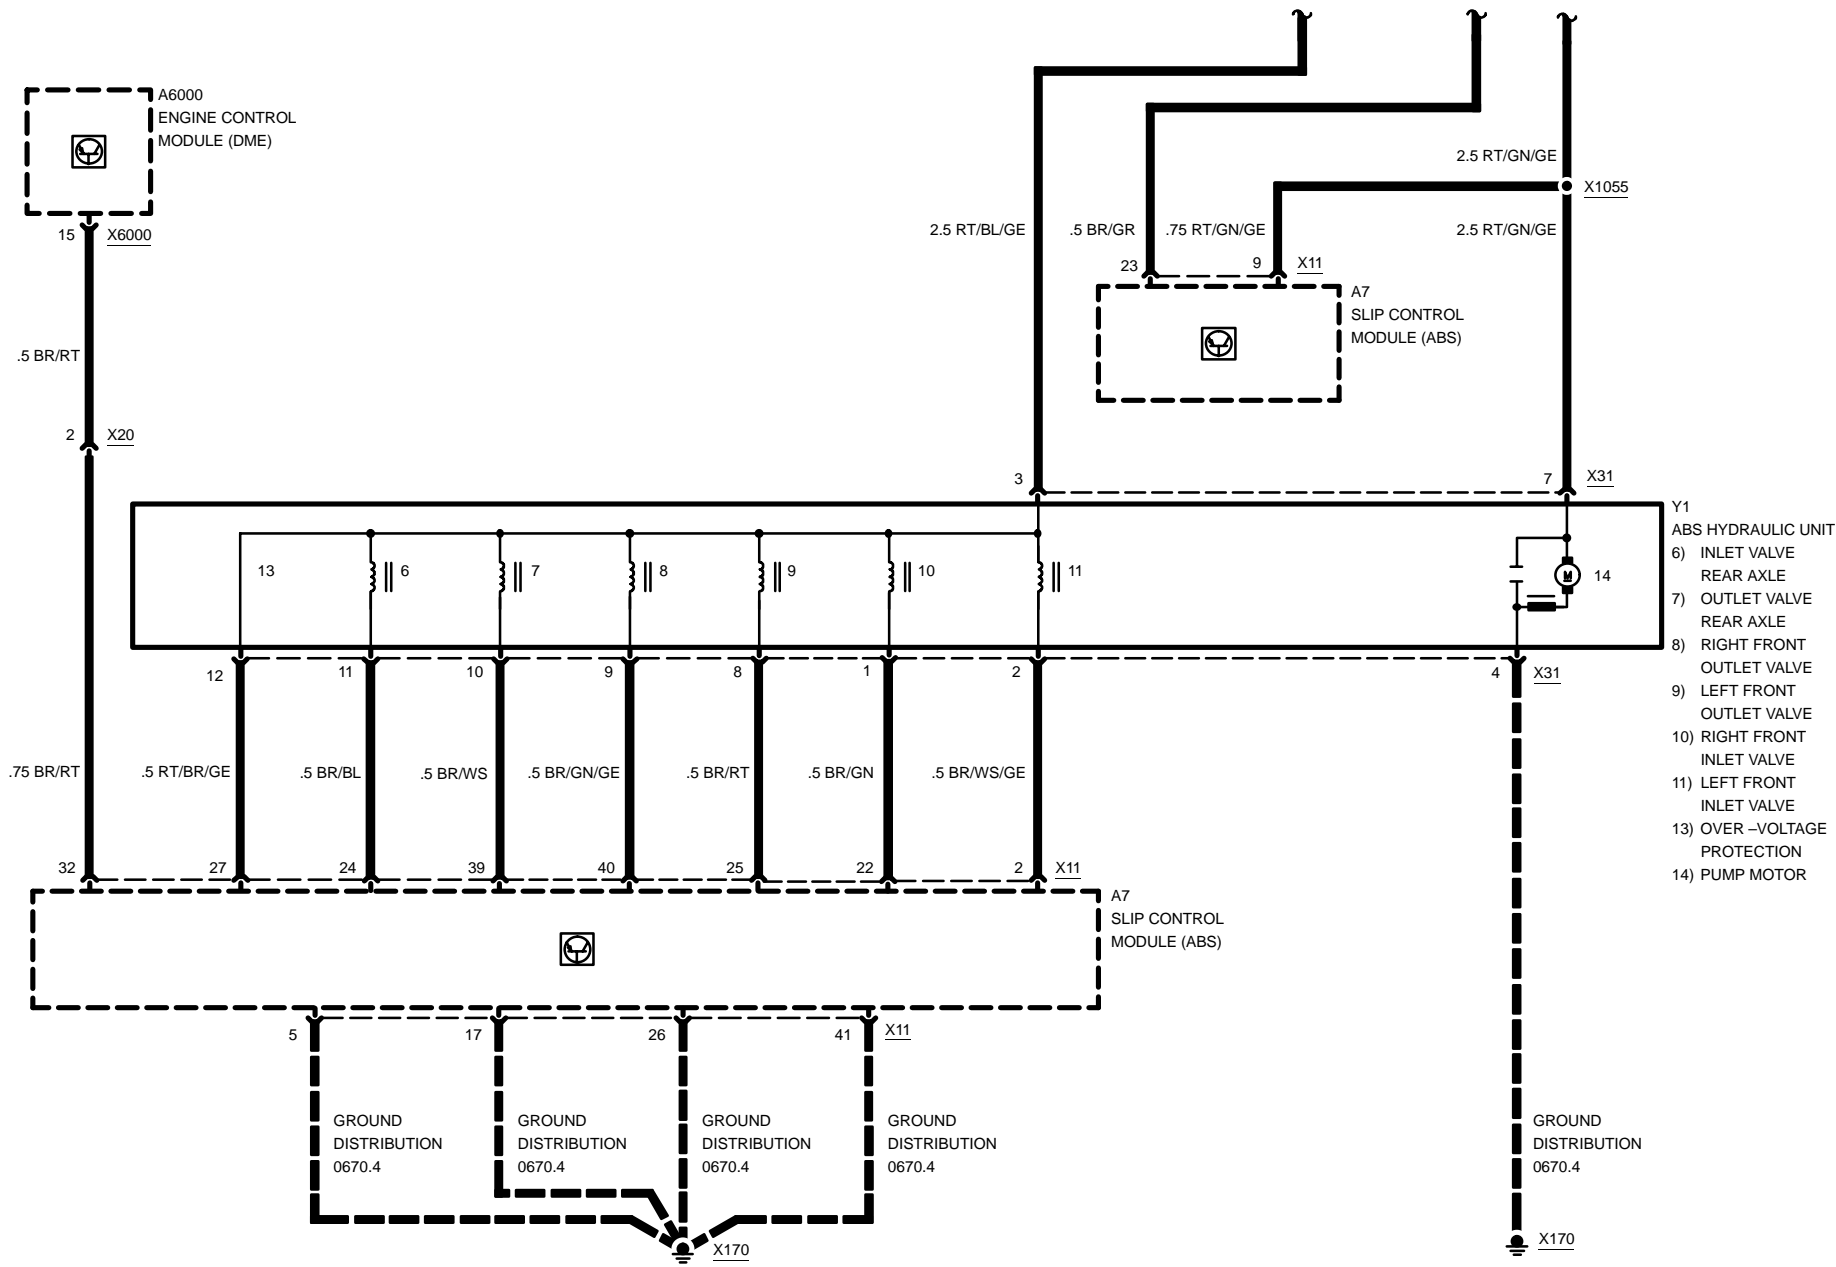 A6000
ENGINE CONTROL
MODULE (DME)
15 X6000
.5 BR/RT
2 X20
.75 BR/RT
2.5 RT/GN/GE
X1055
2.5 RT/BL/GE .5 BR/GR .75 RT/GN/GE 2.5 RT/GN/GE
23 9 X11
A7
SLIP CONTROL
MODULE (ABS)
3 7 X31
Y1
ABS HYDRAULIC UNIT
6) INLET VALVE
REAR AXLE
7) OUTLET VALVE
REAR AXLE
8) RIGHT FRONT
OUTLET VALVE
9) LEFT FRONT
OUTLET VALVE
10) RIGHT FRONT
INLET VALVE
11) LEFT FRONT
INLET VALVE
13) OVER –VOLTAGE
PROTECTION
14) PUMP MOTOR
13 6 7 8 9 10 11 M 14
12 11 10 9 8 1 2 4 X31
.5 RT/BR/GE .5 BR/BL .5 BR/WS .5 BR/GN/GE .5 BR/RT .5 BR/GN .5 BR/WS/GE
32 27 24 39 40 25 22 2 X11
A7
SLIP CONTROL
MODULE (ABS)
5 17 26 41 X11
GROUND
DISTRIBUTION
0670.4
GROUND
DISTRIBUTION
0670.4
GROUND
DISTRIBUTION
0670.4
GROUND
DISTRIBUTION
0670.4
GROUND
DISTRIBUTION
0670.4
X170
X170